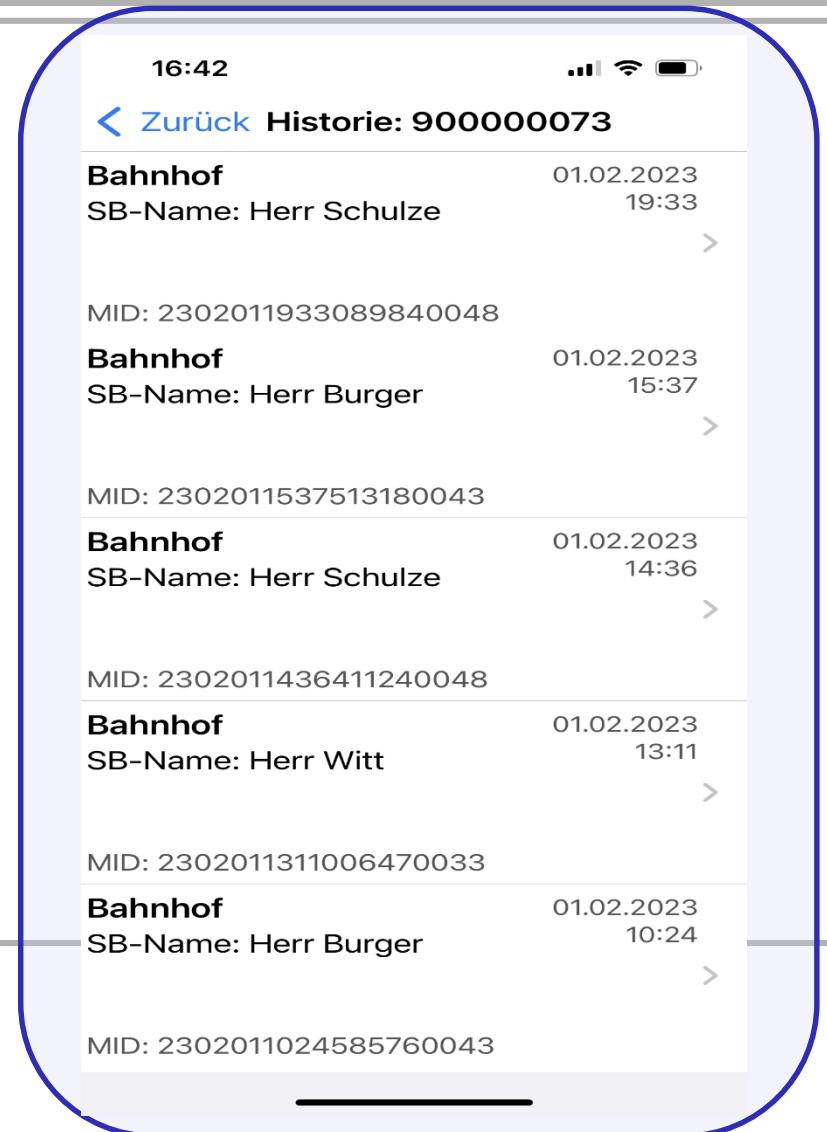 16:42
Zurück Historie: 900000073
Bahnhof 01.02.2023
SB-Name: Herr Schulze 19:33
MID: 2302011933089840048
Bahnhof 01.02.2023
SB-Name: Herr Burger 15:37
MID: 2302011537513180043
Bahnhof 01.02.2023
SB-Name: Herr Schulze 14:36
MID: 2302011436411240048
Bahnhof 01.02.2023
SB-Name: Herr Witt 13:11
MID: 2302011311006470033
Bahnhof 01.02.2023
SB-Name: Herr Burger 10:24
MID: 2302011024585760043